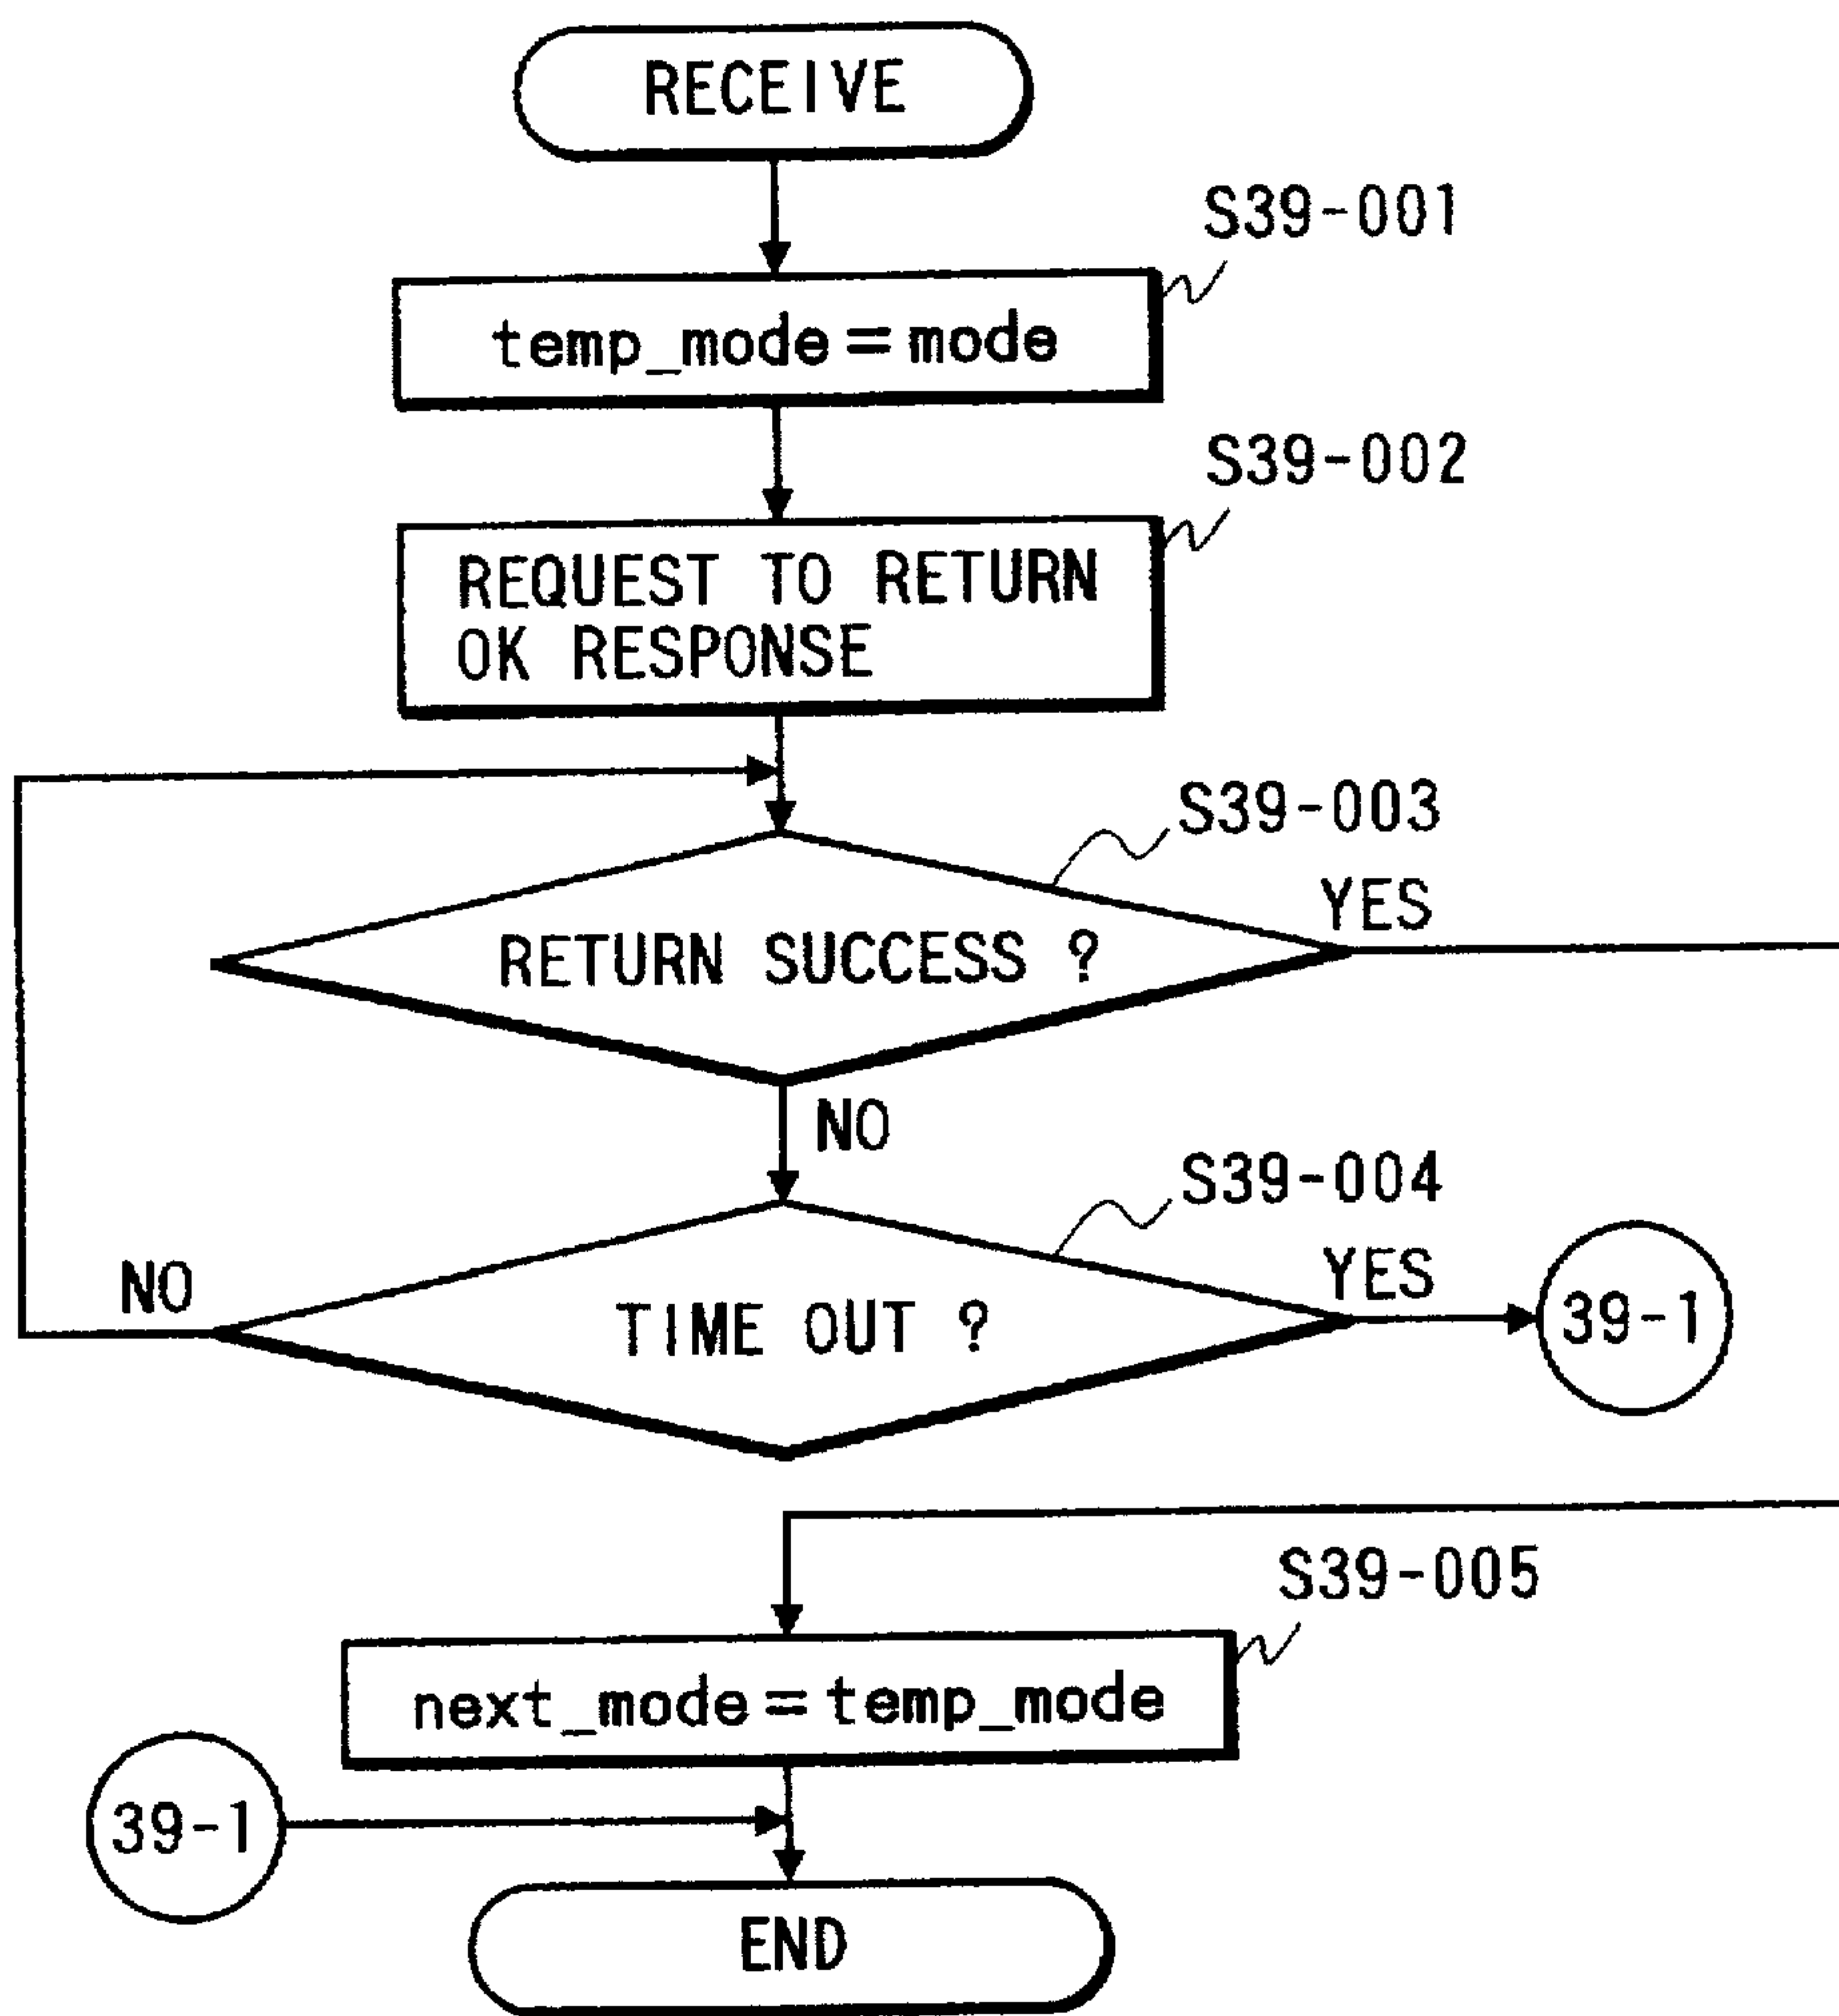 RECEIVE
S39-001
temp_mode=mode
S39-002
REQUEST TO RETURN
OK RESPONSE
S39-003
YES
RETURN SUCCESS ?
NO
S39-004
NO
YES
TIME OUT ?
39-1
S39-005
next_mode=temp_mode
39-1
END